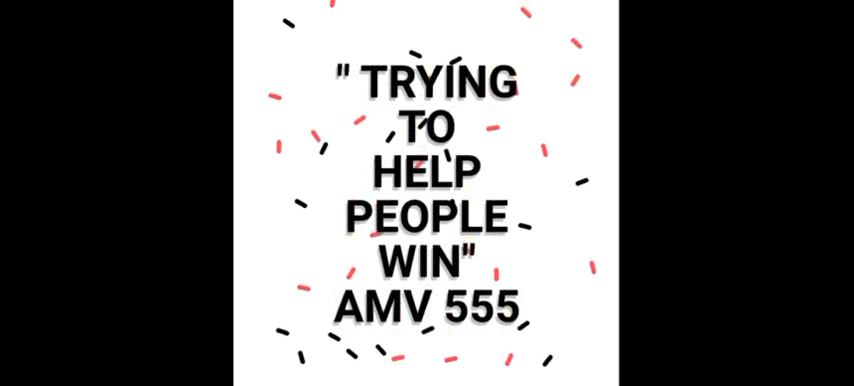 " TRYING
TO
HELP
PEOPLE
WIN"
AMV 555